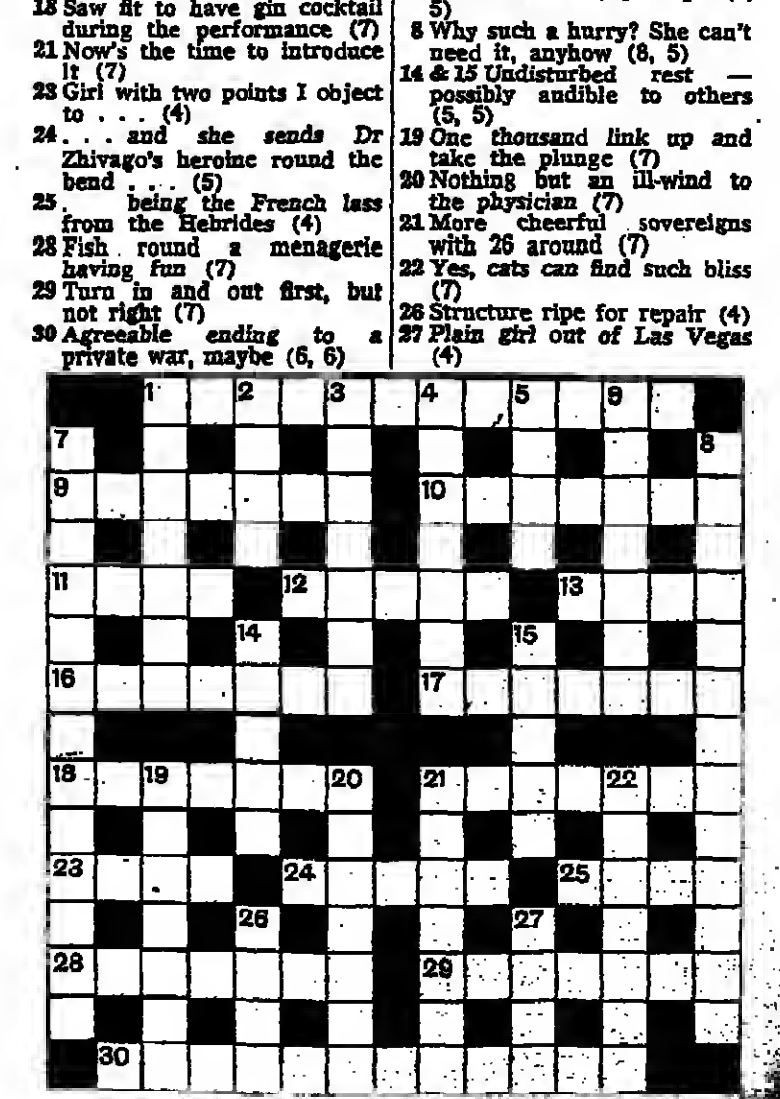 18 Saw fit to have gin cocktail
during the performance (7)
21 Now's the time to introduce
it (7)
23 Girl with two points I object
to . . . (4)
24 . . . and she sends Dr
Zhivago's heroine round the
bend . . . (5)
25 . being the French lass
from the Hebrides (4)
28 Fish round a menagerie
having fun (7)
29 Turn in and out first, but
not right (7)
30 Agreeable ending to a
private war, maybe (6, 6)
5)
8 Why such a hurry? She can't
need it, anyhow (8, 5)
14 & 15 Undisturbed rest —
possibly audible to others
(5, 5)
19 One thousand link up and
take the plunge (7)
20 Nothing but an ill-wind to
the physician (7)
21 More cheerful sovereigns
with 26 around (7)
22 Yes, cats can find such bliss
(7)
26 Structure ripe for repair (4)
27 Plain girl out of Las Vegas
(4)
1 2 3 4 5 6
7 8
9 10
11 12 13
14 15
16 17
18 19 20 21 22
23 24 25
26 27
28 29
30